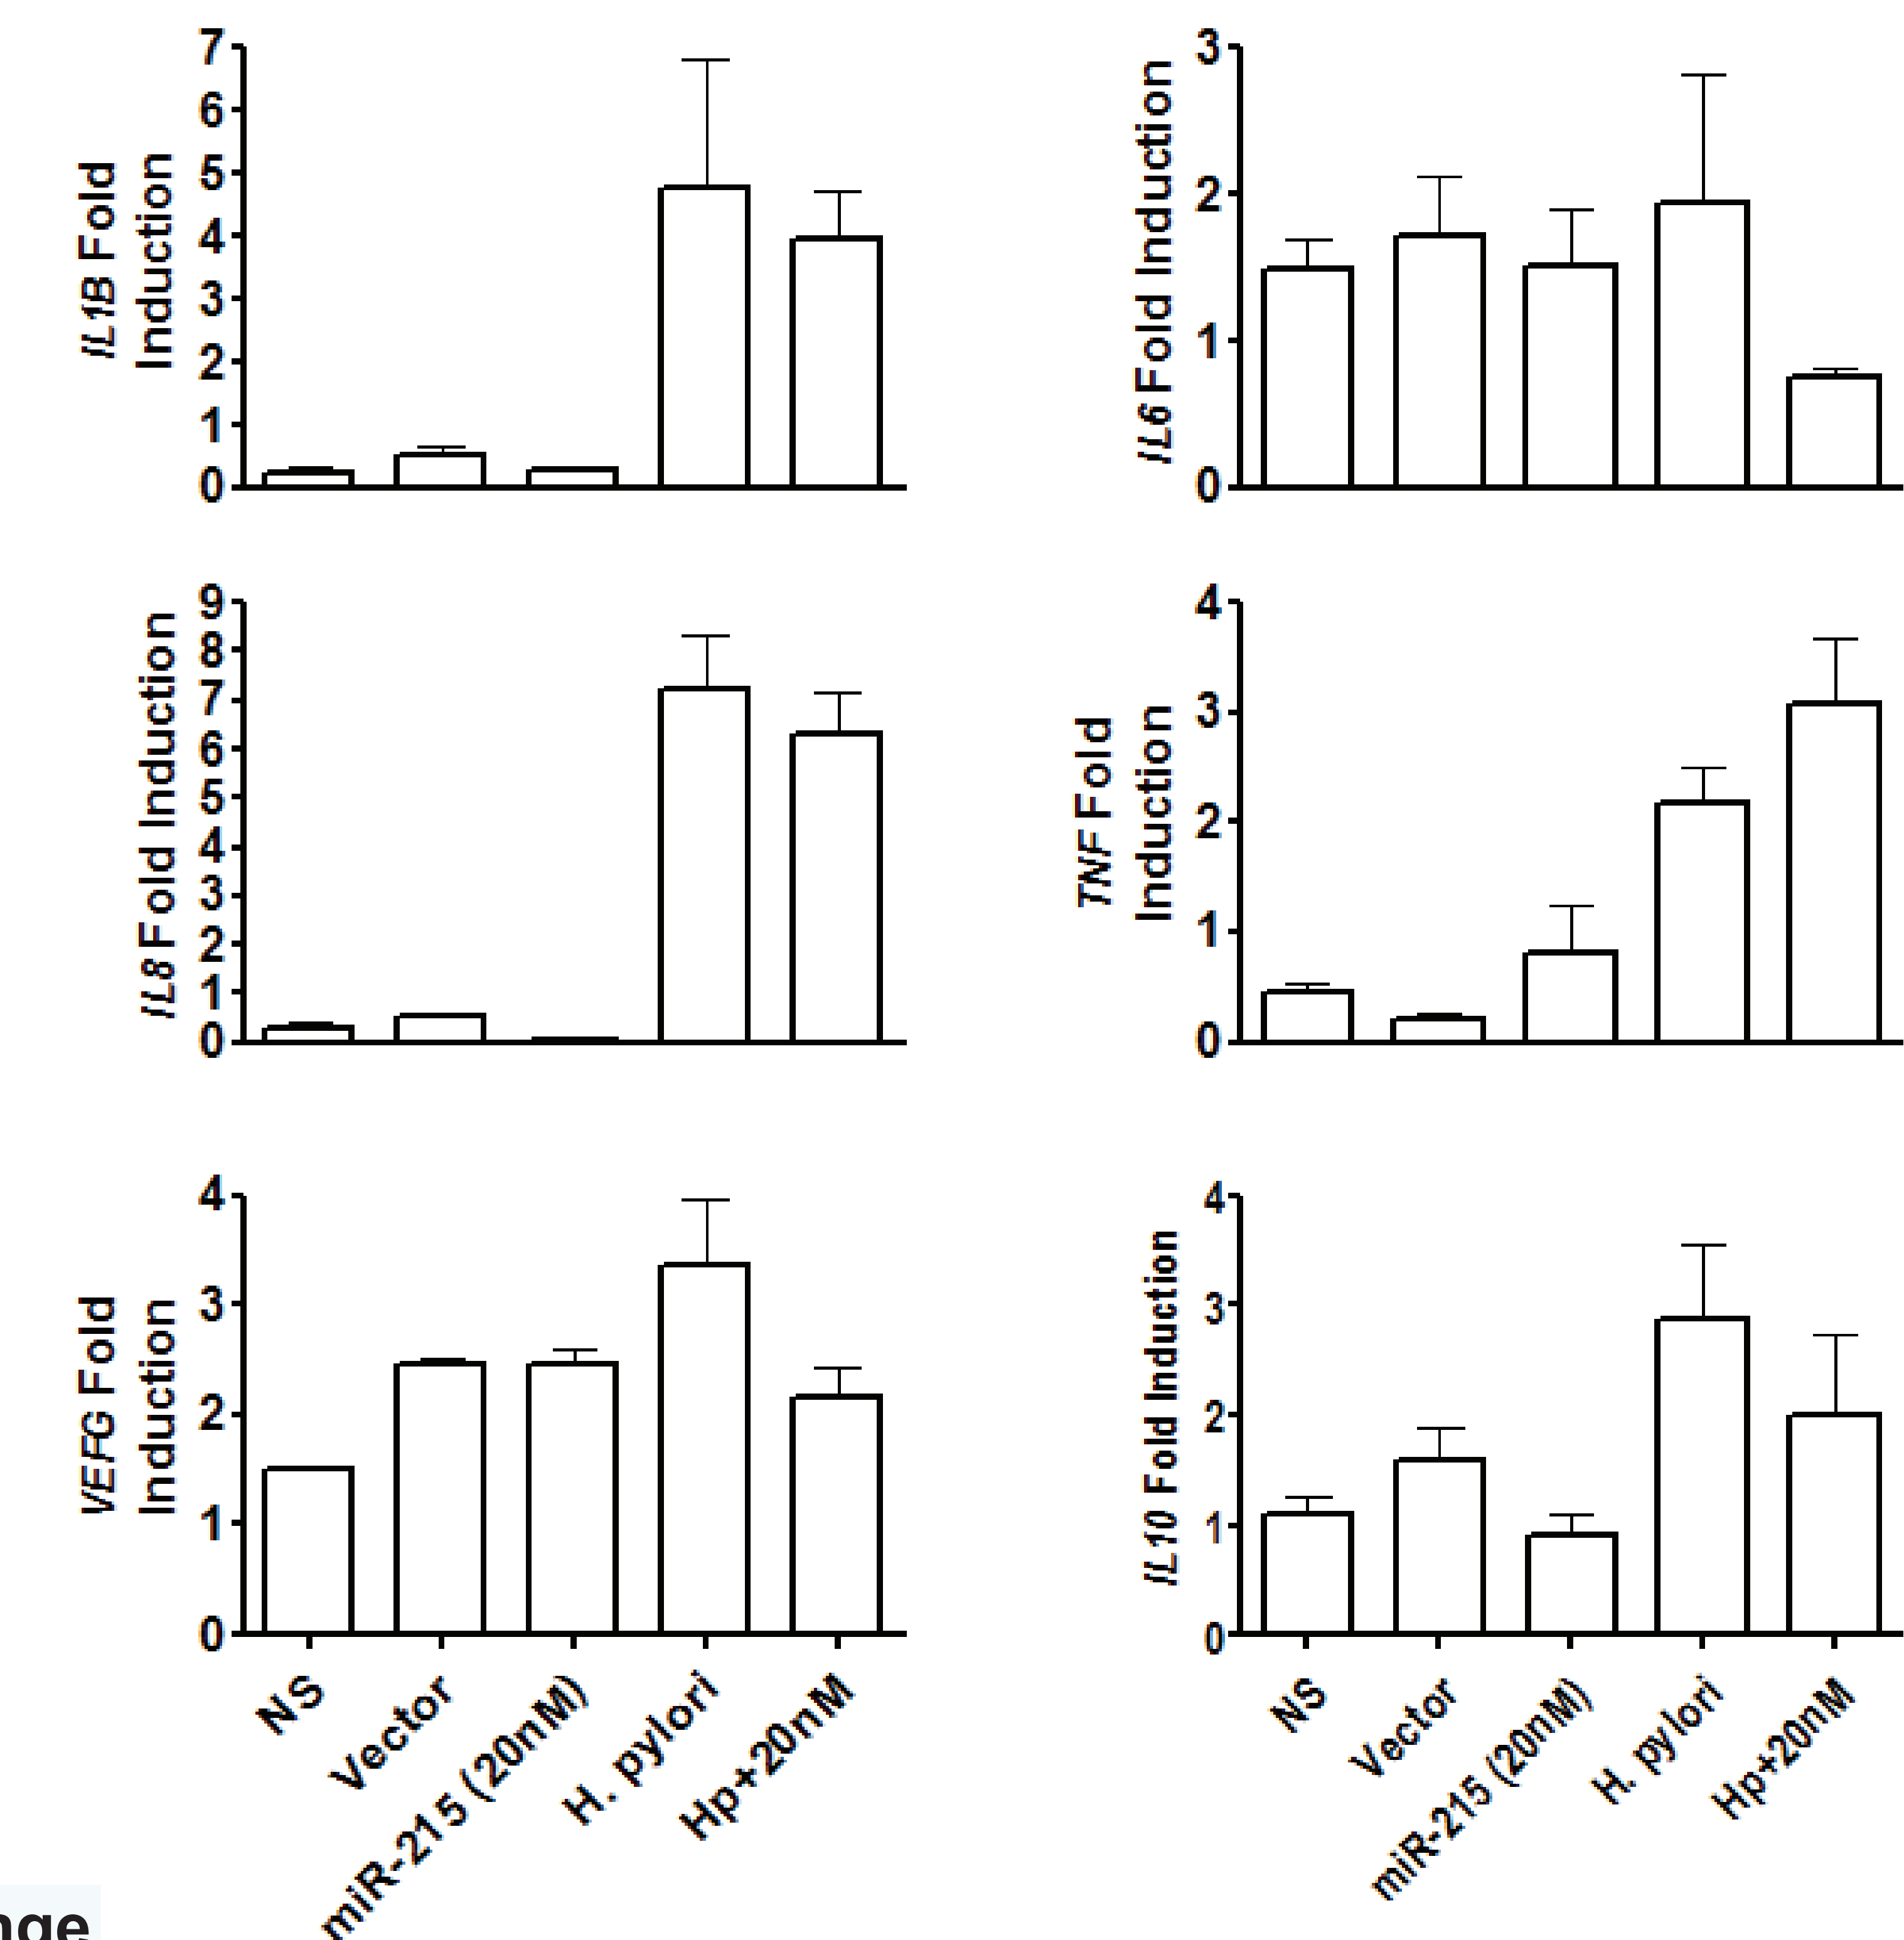 7
6
5
4
3
2
1
0
IL1B Fold
Induction
3
2
1
0
IL6 Fold Induction
9
8
7
6
5
4
3
2
1
0
IL8 Fold Induction
4
3
2
1
0
TNF Fold
Induction
4
3
2
1
0
VEFG Fold
Induction
NS
Vector
miR-215 (20nM)
H. pylori
Hp+20nM
4
3
2
1
0
IL10 Fold Induction
NS
Vector
miR-215 (20nM)
H. pylori
Hp+20nM
nge